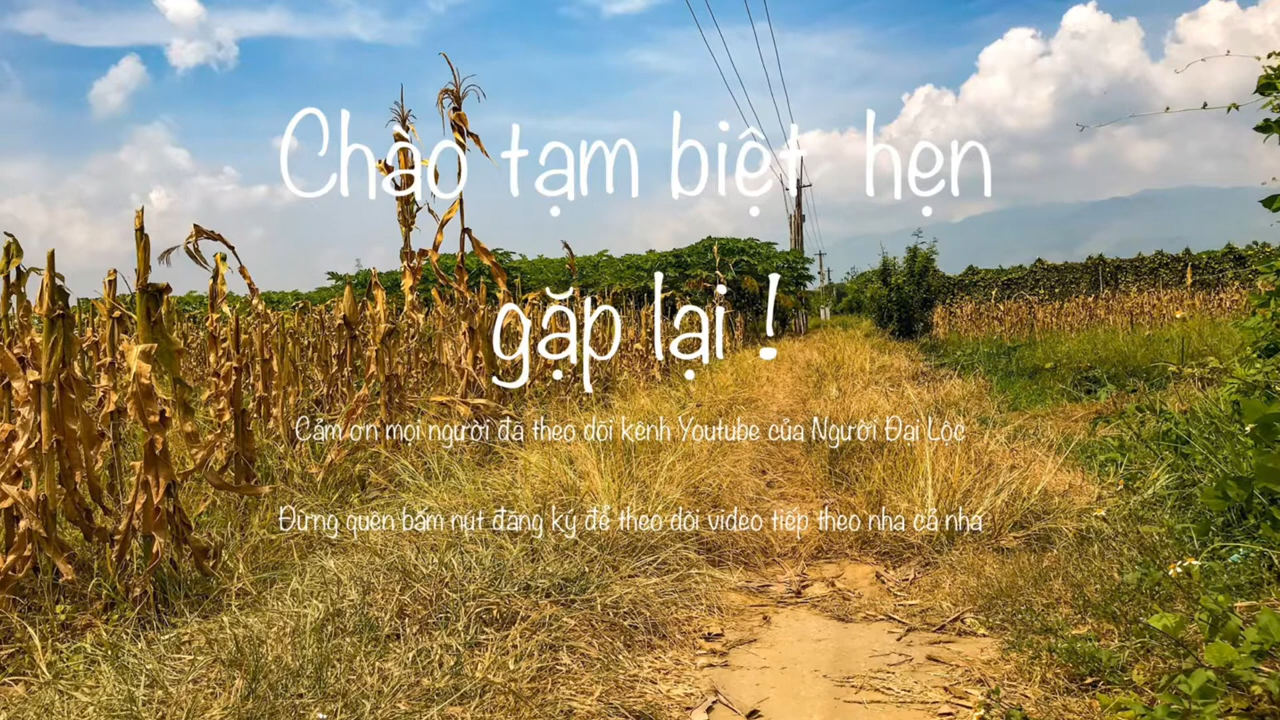 Chào tạm biệt hẹn
gặp lại !
Cảm ơn mọi người đã theo dõi kênh Youtube của Người Đại Lộc
Đừng quên bấm nút đăng ký để theo dõi video tiếp theo nha cả nhà